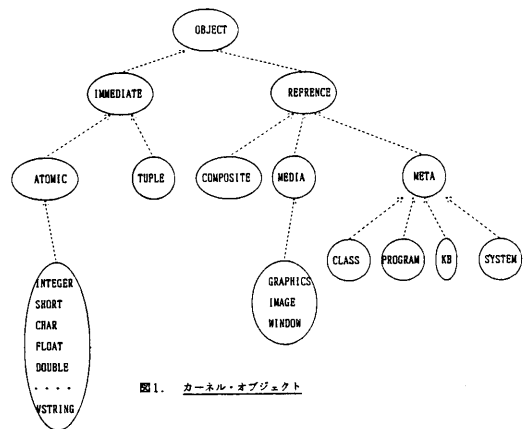 OBJECT
IMMEDIATE
REPRENCE
ATOMIC
TUPLE
COMPOSITE
MEDIA
META
CLASS
PROGRAM
KB
SYSTEM
INTEGER
SHORT
CHAR
FLOAT
DOUBLE
. . . .
VSTRING
GRAPHICS
IMAGE
WINDOW
図1. カーネル・オブジェクト